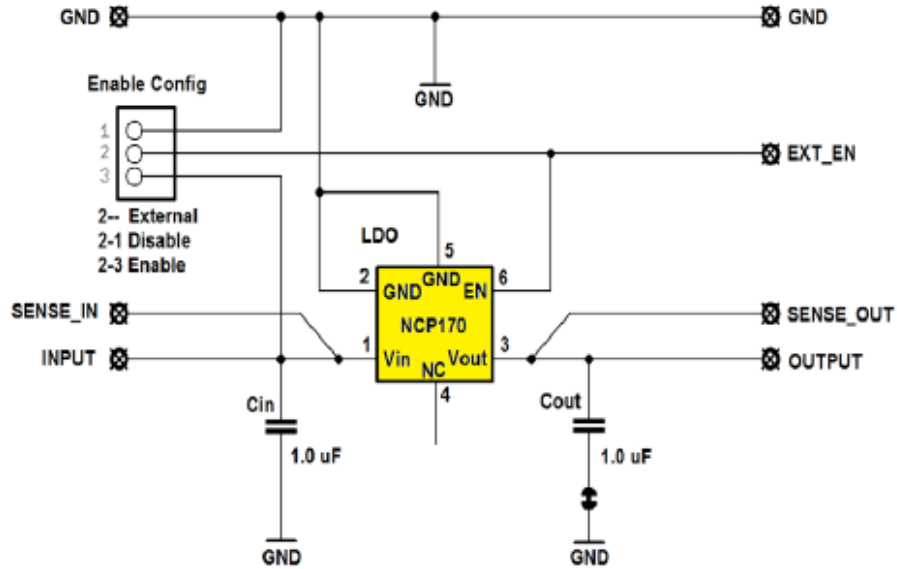 GND
GND
GND
Enable Config
1
2
3
EXT_EN
2-- External
2-1 Disable
2-3 Enable
LDO
5
2
GND
GND
EN
6
SENSE_IN
NCP170
SENSE_OUT
INPUT
1
Vin
Vout
3
OUTPUT
NC
4
Cin
1.0 uF
Cout
1.0 uF
GND
GND